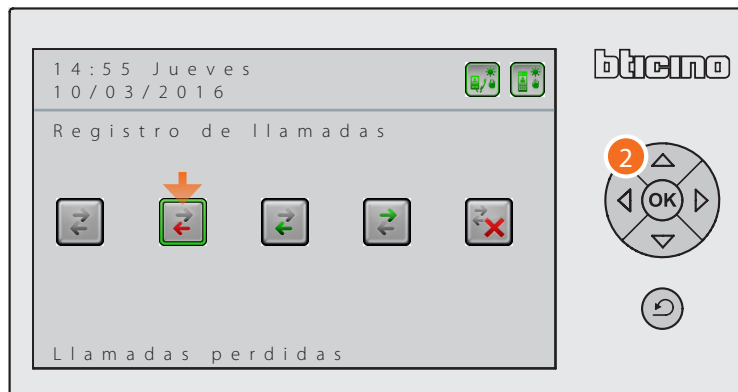 14:55 Jueves
10/03/2016
bticino
Registro de llamadas
2
OK
Llamadas perdidas